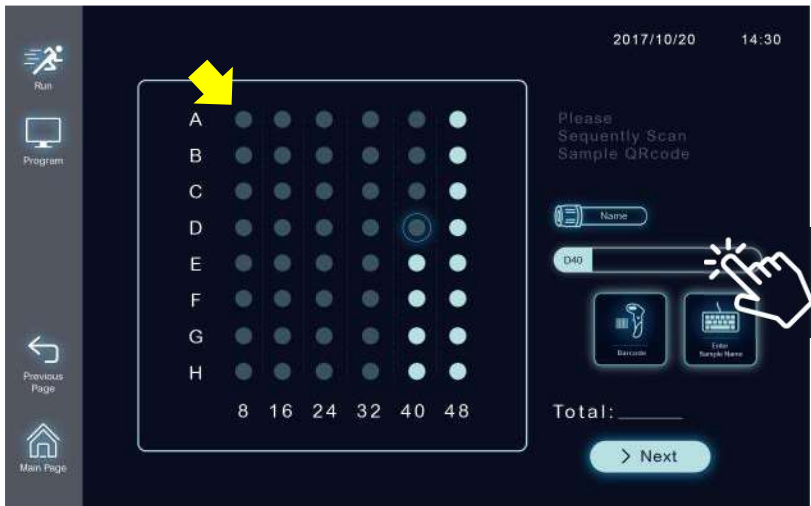 2017/10/20 14:30
Run
Program
Previous
Page
Main Page
A
B
C
D
E
F
G
H
8 16 24 32 40 48
Please
Sequently Scan
Sample QRcode
Name
D40
Barcode
Enter
Sample Name
Total:
> Next